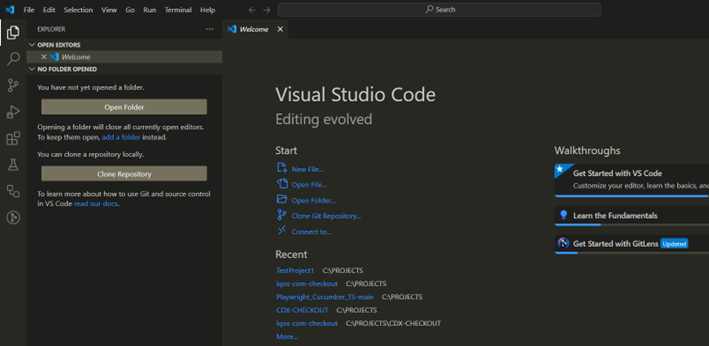 File Edit Selection View Go Run Terminal Help
Search
EXPLORER
Welcome
OPEN EDITORS
Welcome
NO FOLDER OPENED
You have not yet opened a folder.
Open Folder
Opening a folder will close all currently open editors.
To keep them open, add a folder instead.
You can clone a repository locally.
Clone Repository
To learn more about how to use Git and source control
in VS Code read our docs.
Visual Studio Code
Editing evolved
Start
New File...
Open File...
Open Folder...
Clone Git Repository...
Connect to...
Recent
TestProject1 C:\PROJECTS
iqos-com-checkout C:\PROJECTS
Playwright_Cucumber_TS-main C:\PROJECTS
CDX-CHECKOUT C:\PROJECTS
iqos-com-checkout C:\PROJECTS\CDX-CHECKOUT
More...
Walkthroughs
Get Started with VS Code
Customize your editor, learn the basics, and
Learn the Fundamentals
Get Started with GitLens Updated